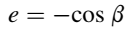 e = −cos β